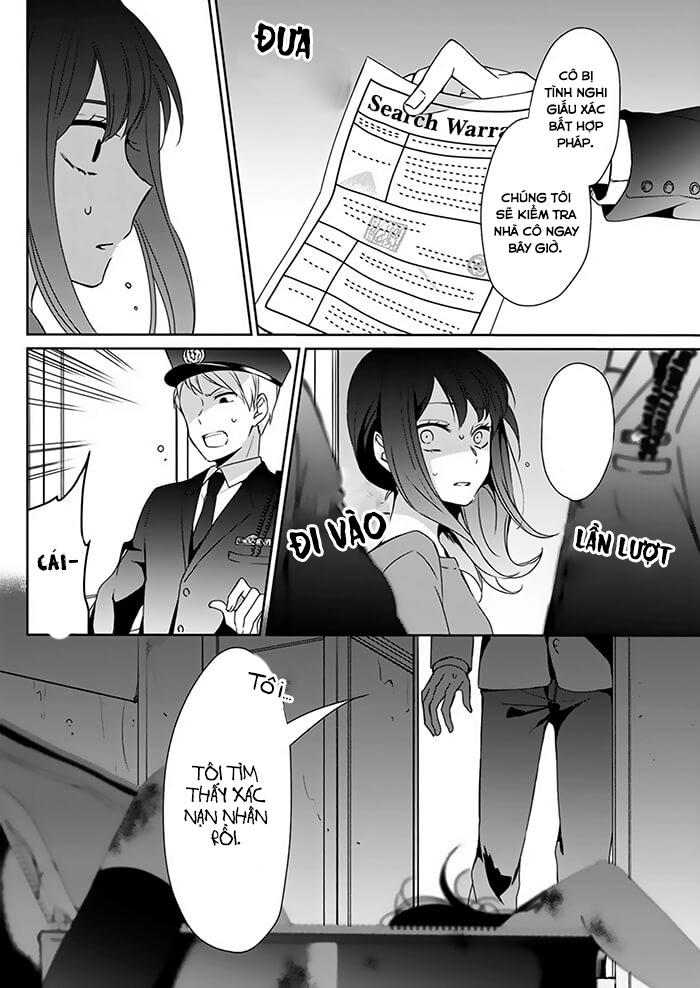 CÔ BỊ
TÌNH NGHI
GIẤU XÁC
BẤT HỢP
PHÁP.
CHÚNG TÔI
SẼ KIỂM TRA
NHÀ CÔ NGAY
BÂY GIỜ.
Search Warra
ĐƯA
LẦN LƯỢT
ĐI VÀO
CÁI-
TÔI...
TÔI TÌM
THẤY XÁC
NẠN NHÂN
RỒI.